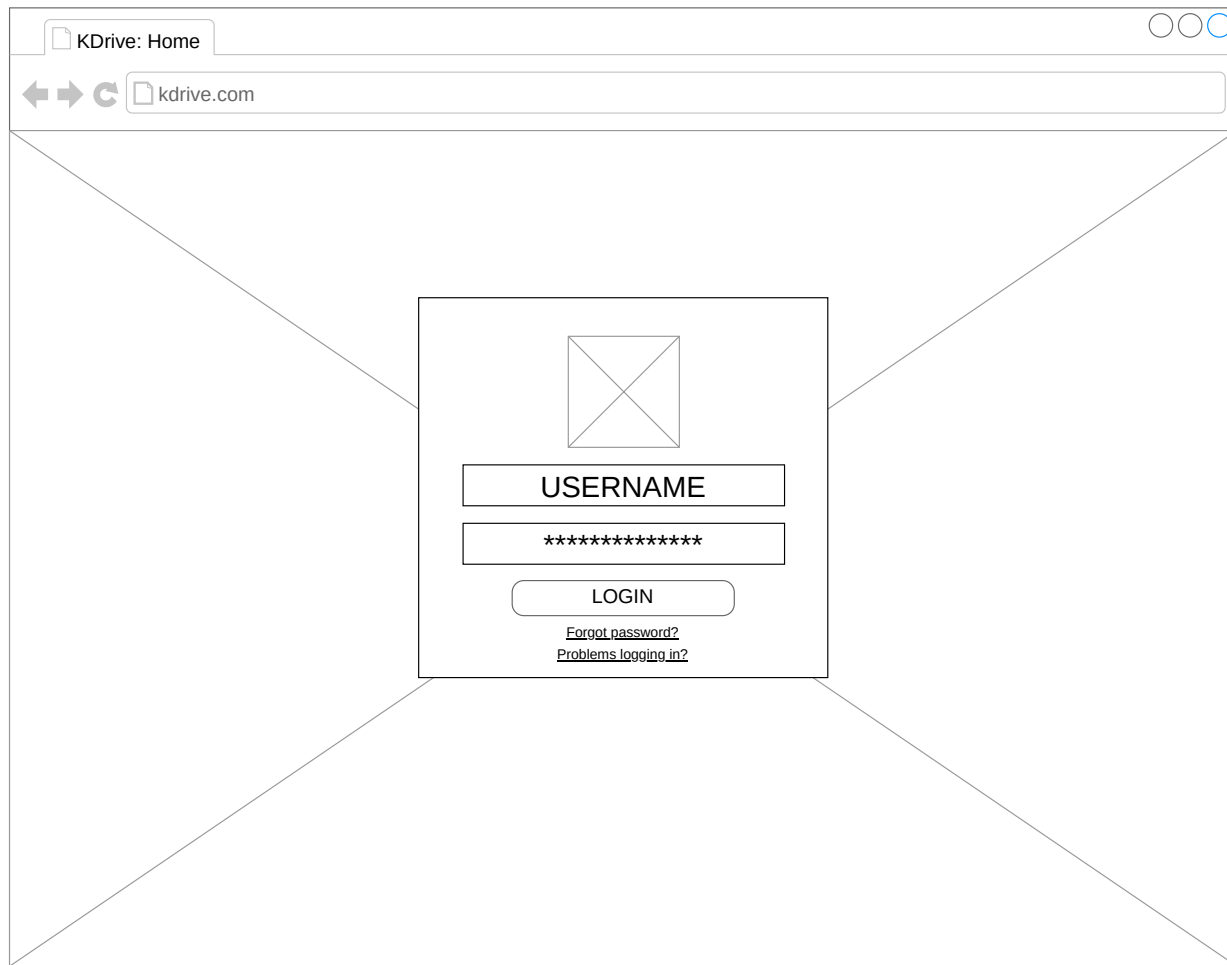 KDrive: Home
kdrive.com
USERNAME
**************
LOGIN
Forgot password?
Problems logging in?